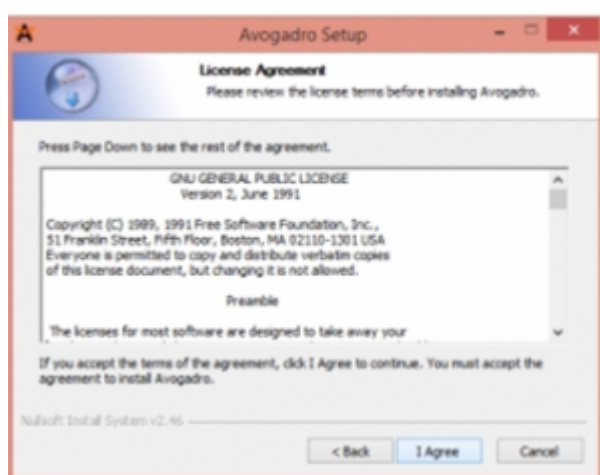 Avogadro Setup
License Agreement
Please review the license terms before installing Avogadro.
Press Page Down to see the rest of the agreement.
GNU GENERAL PUBLIC LICENSE
Version 2, June 1991
Copyright (C) 1989, 1991 Free Software Foundation, Inc.,
51 Franklin Street, Fifth Floor, Boston, MA 02110-1301 USA
Everyone is permitted to copy and distribute verbatim copies
of this license document, but changing it is not allowed.
Preamble
The licenses for most software are designed to take away your
If you accept the terms of the agreement, click I Agree to continue. You must accept the
agreement to install Avogadro.
Nullsoft Install System v2.46
< Back
I Agree
Cancel